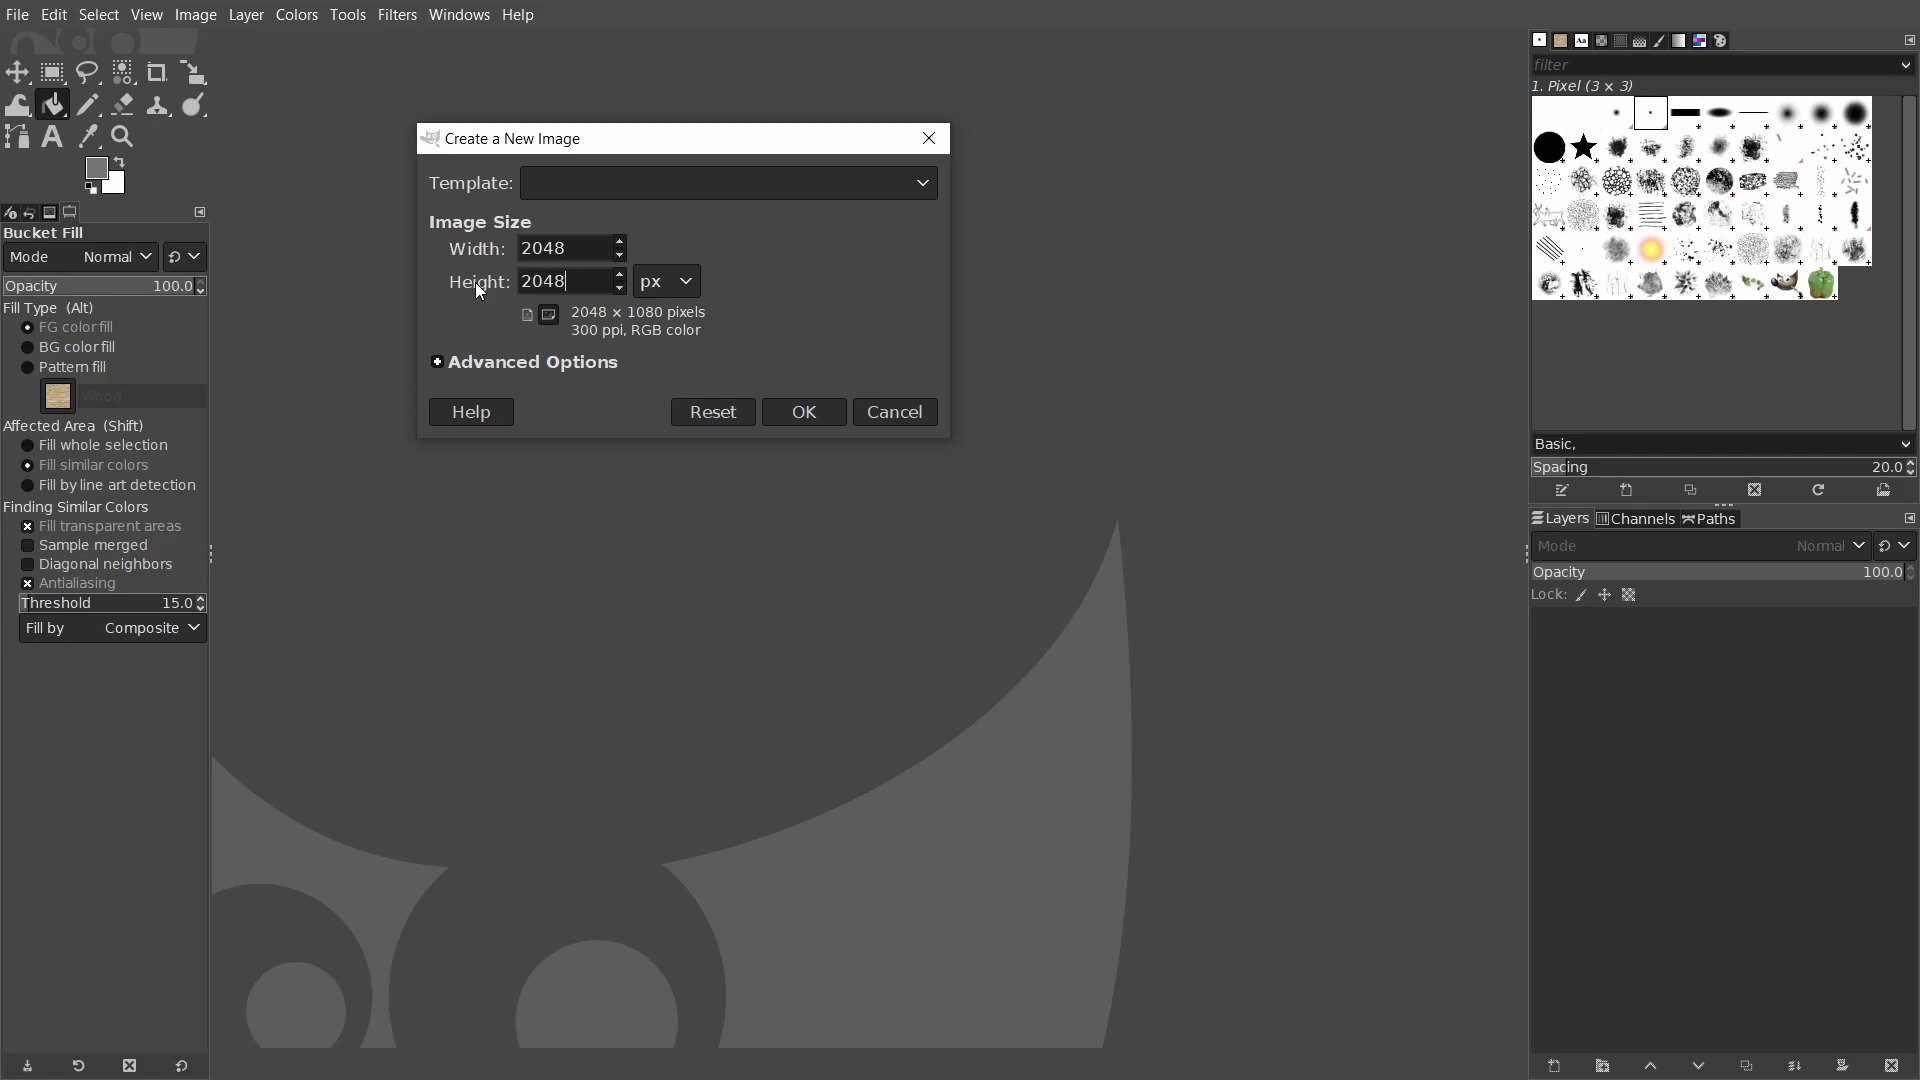 File Edit Select View Image Layer Colors Tools Filters Windows Help
Create a New Image
Template:
Image Size
Width: 2048
Height: 2048 px
2048 × 1080 pixels
300 ppi, RGB color
Advanced Options
Help Reset OK Cancel
Bucket Fill
Mode Normal
Opacity 100.0
Fill Type (Alt)
FG color fill
BG color fill
Pattern fill
Wood
Affected Area (Shift)
Fill whole selection
Fill similar colors
Fill by line art detection
Finding Similar Colors
Fill transparent areas
Sample merged
Diagonal neighbors
Antialiasing
Threshold 15.0
Fill by Composite
Aa
filter
1. Pixel (3 × 3)
Basic,
Spacing 20.0
Layers Channels Paths
Mode Normal
Opacity 100.0
Lock: